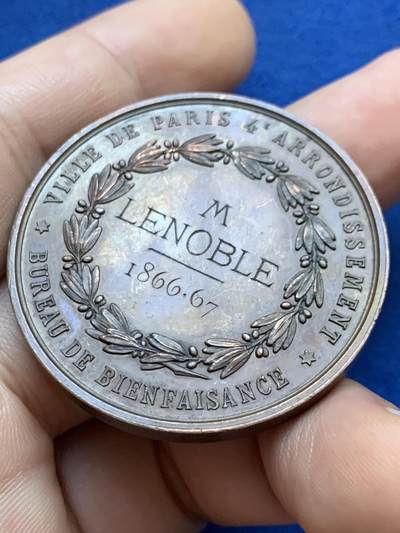 ★ VILLE DE PARIS 4ᵉ ARRONDISSEMENT ★
BUREAU DE BIENFAISANCE
M
LENOBLE
1866.67